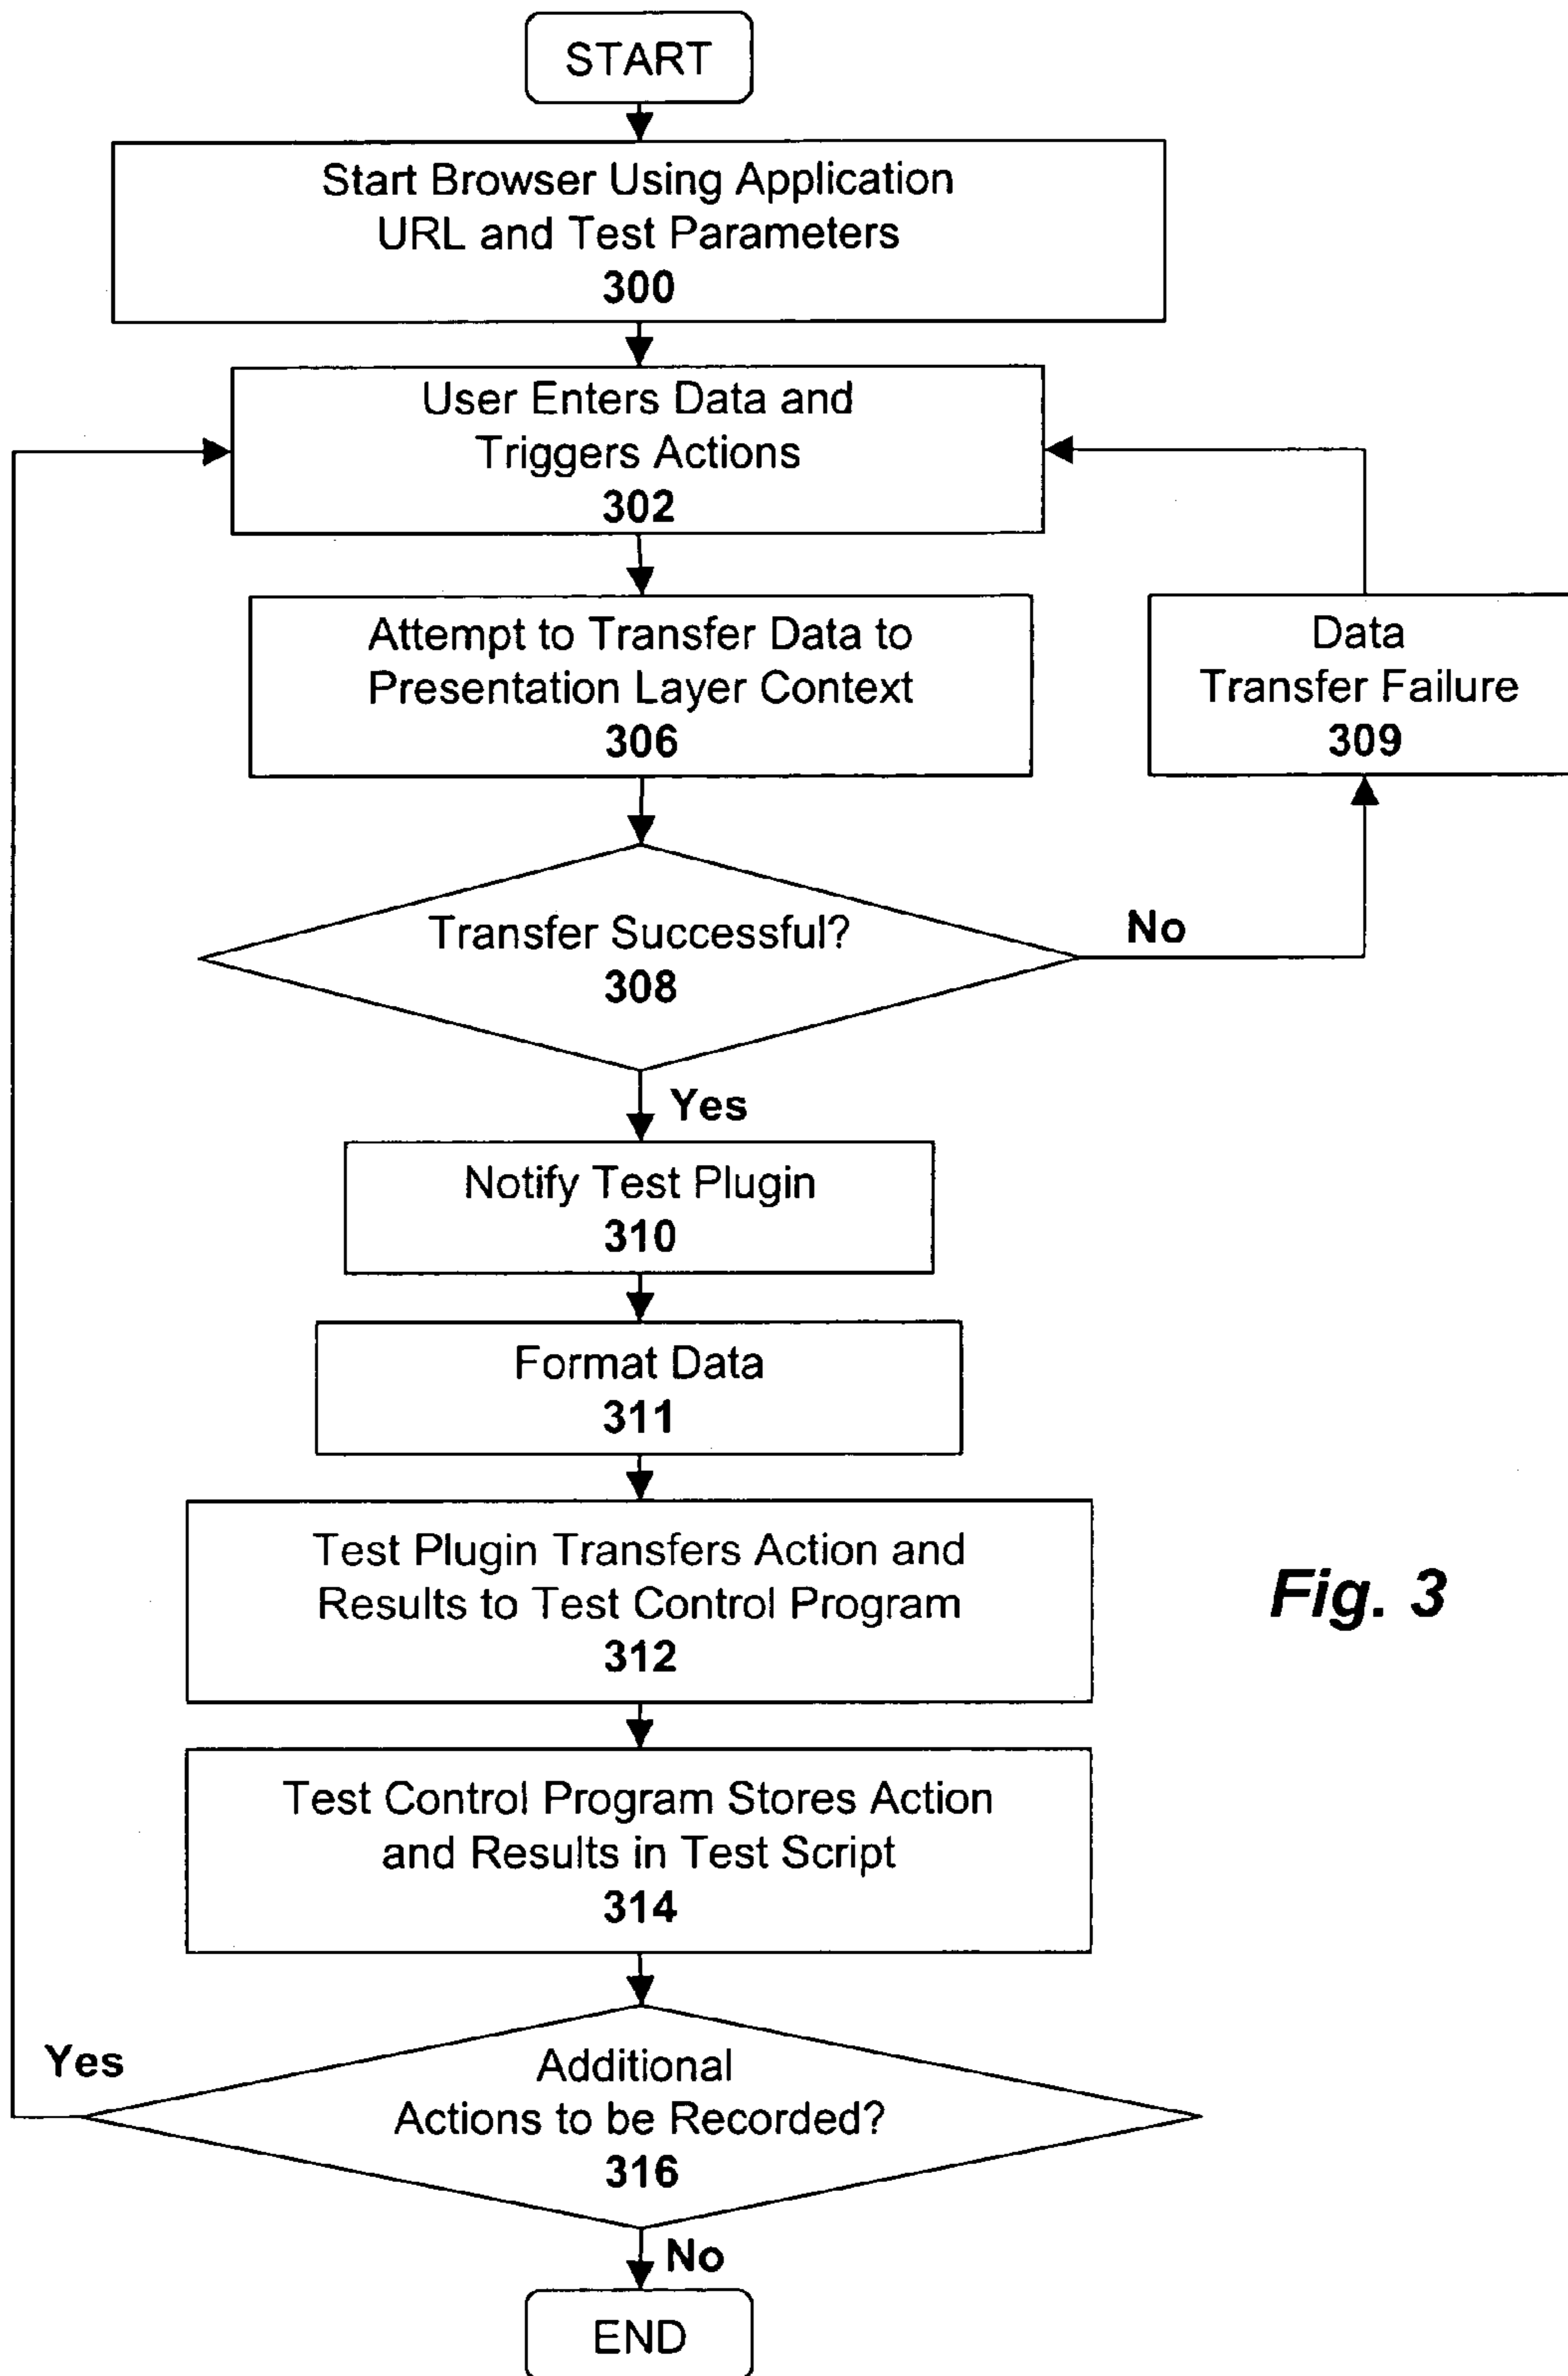 START
Start Browser Using Application
URL and Test Parameters
300
User Enters Data and
Triggers Actions
302
Attempt to Transfer Data to
Presentation Layer Context
306
Data
Transfer Failure
309
Transfer Successful?
308
No
Yes
Notify Test Plugin
310
Format Data
311
Test Plugin Transfers Action and
Results to Test Control Program
312
Fig. 3
Test Control Program Stores Action
and Results in Test Script
314
Yes
Additional
Actions to be Recorded?
316
No
END